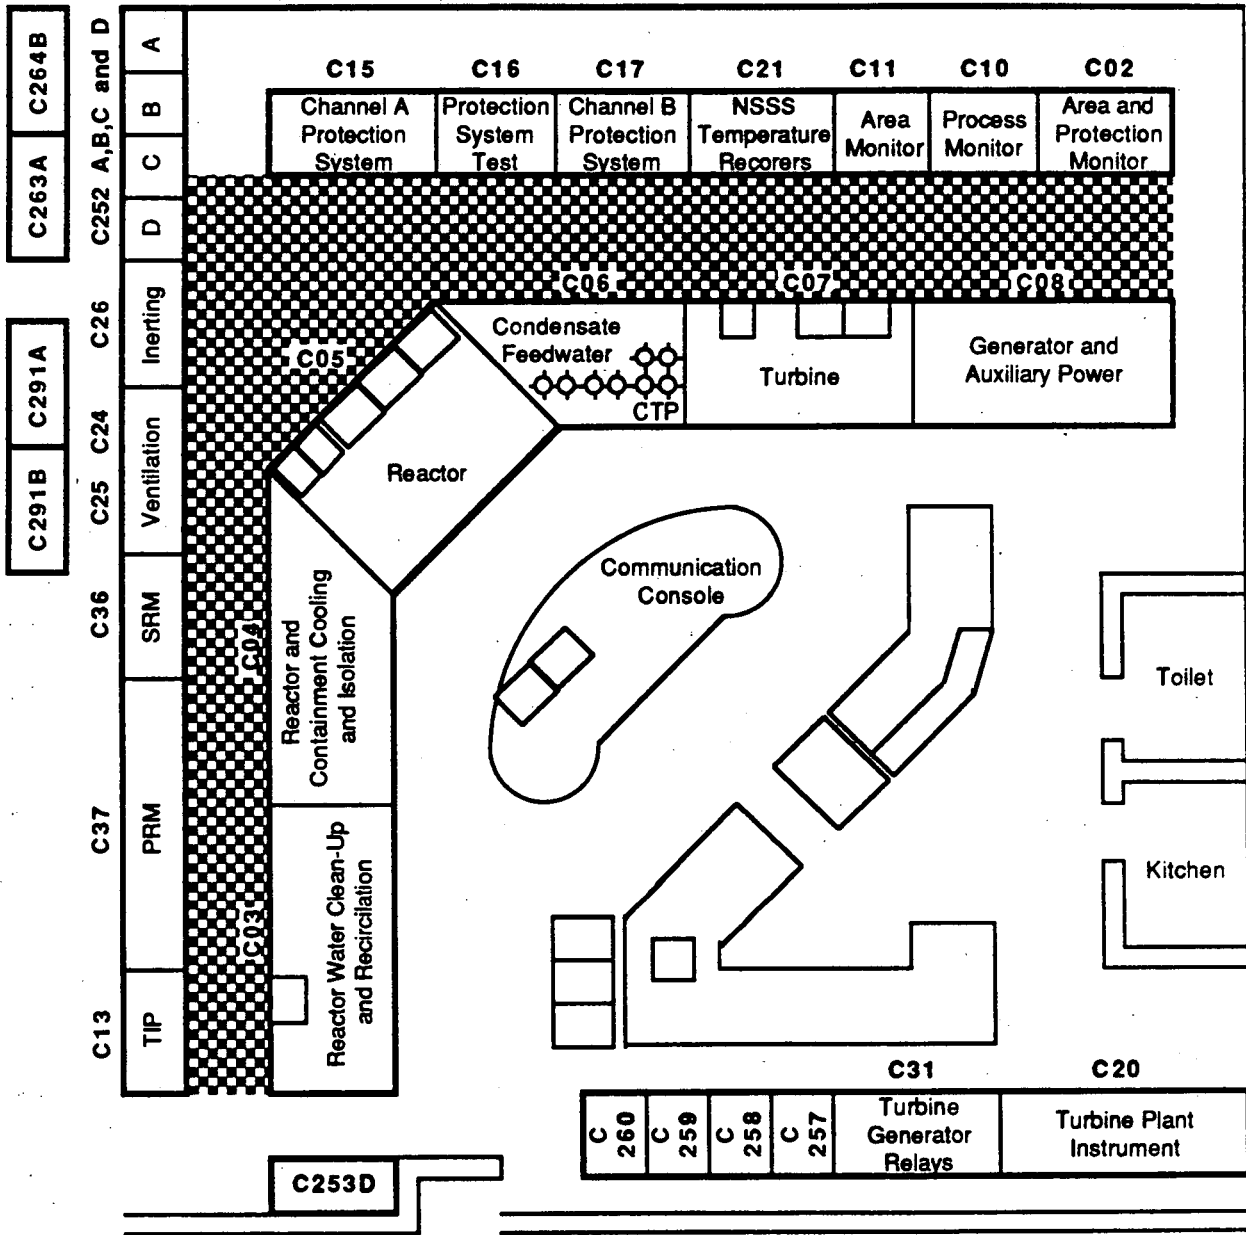 C264B
C263A
C291A
C291B
C252 A,B,C and D
A
B
C
D
C26
Inerting
C24
C25
Ventilation
C36
SRM
C37
PRM
C13
TIP
C15
C16
C17
C21
C11
C10
C02
Channel A
Protection
System
Protection
System
Test
Channel B
Protection
System
NSSS
Temperature
Recorers
Area
Monitor
Process
Monitor
Area and
Protection
Monitor
C06
C07
C08
C05
Condensate
Feedwater
CTP
Turbine
Generator and
Auxiliary Power
Reactor
C04
Reactor and
Containment Cooling
and Isolation
C03
Reactor Water Clean-Up
and Recircilation
Communication
Console
Toilet
Kitchen
C31
C20
C
260
C
259
C
258
C
257
Turbine
Generator
Relays
Turbine Plant
Instrument
C253D